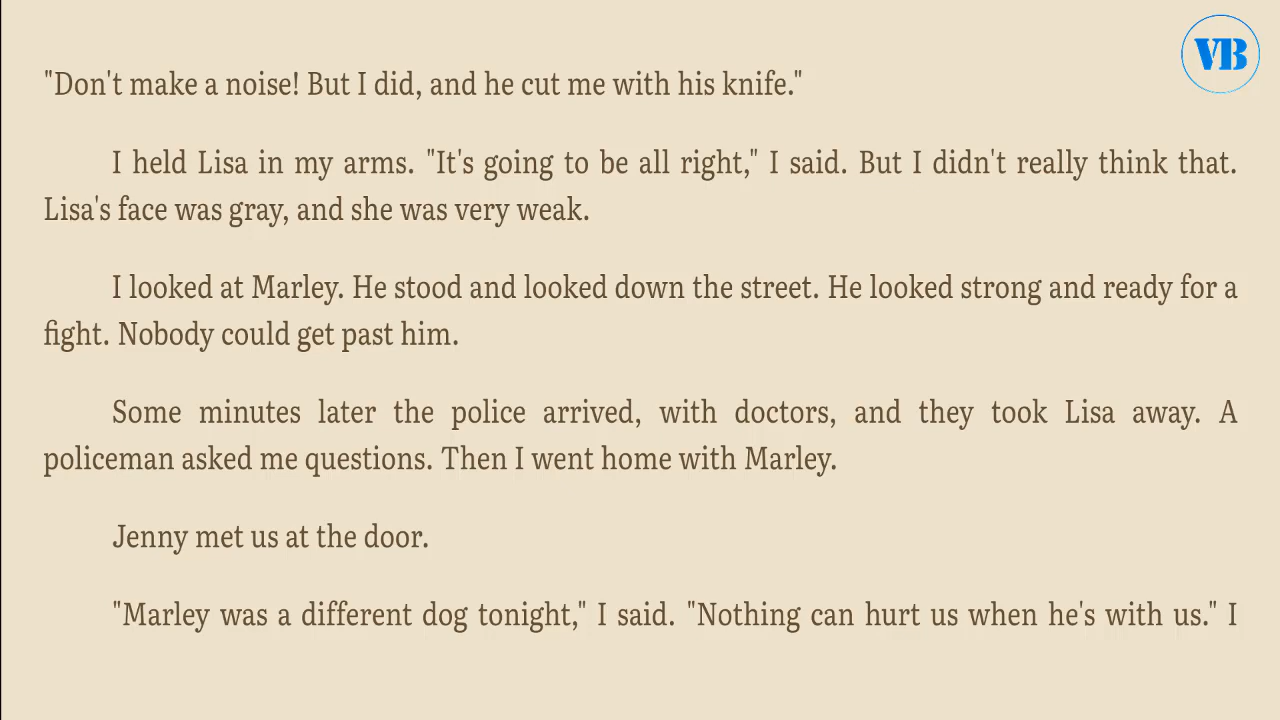 VB
"Don't make a noise! But I did, and he cut me with his knife."
I held Lisa in my arms. "It's going to be all right," I said. But I didn't really think that.
Lisa's face was gray, and she was very weak.
I looked at Marley. He stood and looked down the street. He looked strong and ready for a
fight. Nobody could get past him.
Some minutes later the police arrived, with doctors, and they took Lisa away. A
policeman asked me questions. Then I went home with Marley.
Jenny met us at the door.
"Marley was a different dog tonight," I said. "Nothing can hurt us when he's with us." I